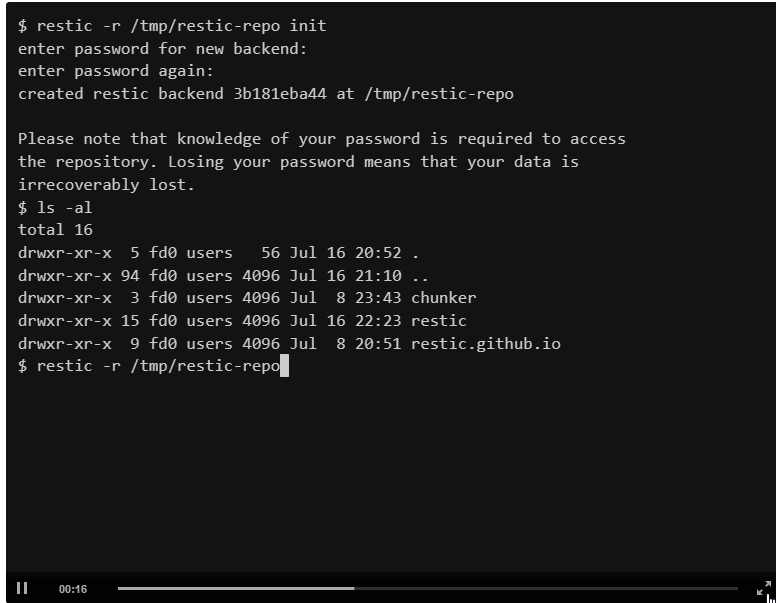 $ restic -r /tmp/restic-repo init
enter password for new backend:
enter password again:
created restic backend 3b181eba44 at /tmp/restic-repo

Please note that knowledge of your password is required to access
the repository. Losing your password means that your data is
irrecoverably lost.
$ ls -al
total 16
drwxr-xr-x  5 fd0 users   56 Jul 16 20:52 .
drwxr-xr-x 94 fd0 users 4096 Jul 16 21:10 ..
drwxr-xr-x  3 fd0 users 4096 Jul  8 23:43 chunker
drwxr-xr-x 15 fd0 users 4096 Jul 16 22:23 restic
drwxr-xr-x  9 fd0 users 4096 Jul  8 20:51 restic.github.io
$ restic -r /tmp/restic-repo
00:16